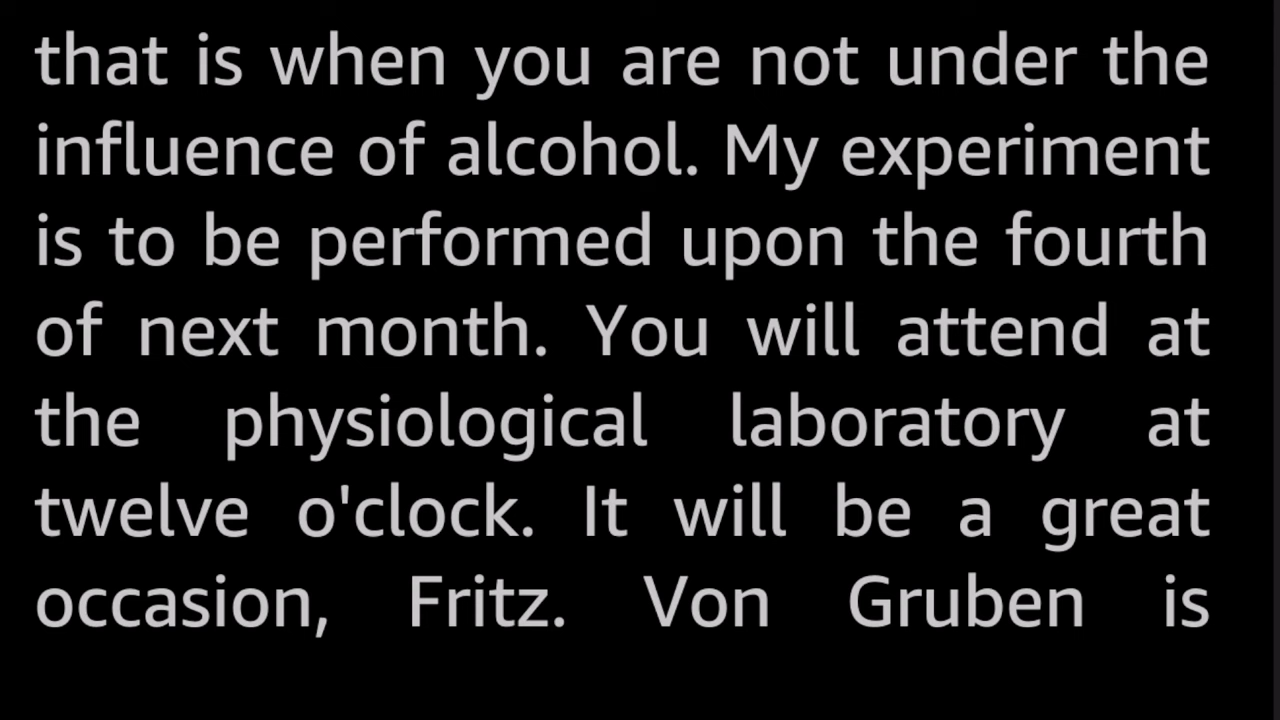 that is when you are not under the
influence of alcohol. My experiment
is to be performed upon the fourth
of next month. You will attend at
the physiological laboratory at
twelve o'clock. It will be a great
occasion, Fritz. Von Gruben is